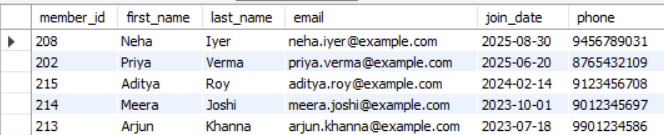 member_id first_name last_name email join_date phone
208 Neha Iyer neha.iyer@example.com 2025-08-30 9456789031
202 Priya Verma priya.verma@example.com 2025-06-20 8765432109
215 Aditya Roy aditya.roy@example.com 2024-02-14 9123456708
214 Meera Joshi meera.joshi@example.com 2023-10-01 9012345697
213 Arjun Khanna arjun.khanna@example.com 2023-07-18 9901234586